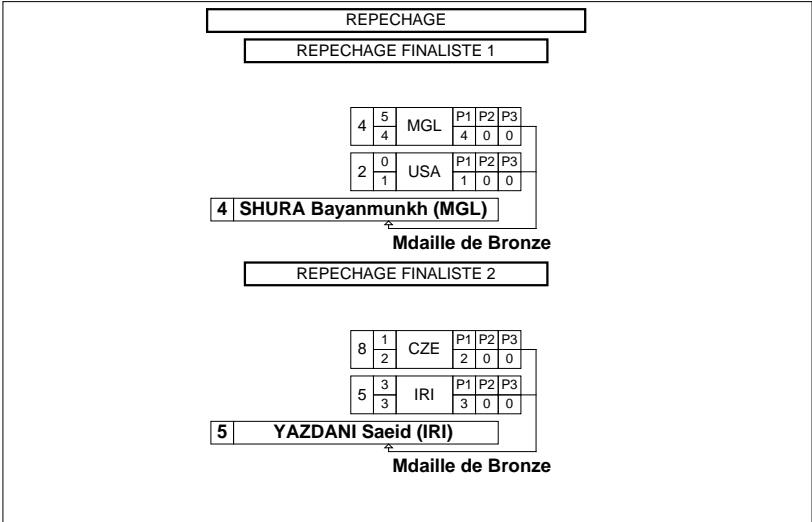 REPECHAGE
REPECHAGE FINALISTE 1
4 5 MGL P1 P2 P3
4 4 0 0
2 0 USA P1 P2 P3
1 1 0 0
4 SHURA Bayanmunkh (MGL)
Mdaille de Bronze
REPECHAGE FINALISTE 2
8 1 CZE P1 P2 P3
2 2 0 0
5 3 IRI P1 P2 P3
3 3 0 0
5 YAZDANI Saeid (IRI)
Mdaille de Bronze